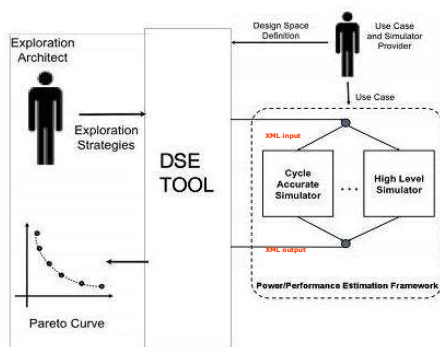 Exploration
Architect
Exploration
Strategies
Pareto Curve
DSE
TOOL
Design Space
Definition
Use Case
and Simulator
Provider
Use Case
XML input
Cycle
Accurate
Simulator
...
High Level
Simulator
XML output
Power/Performance Estimation Framework